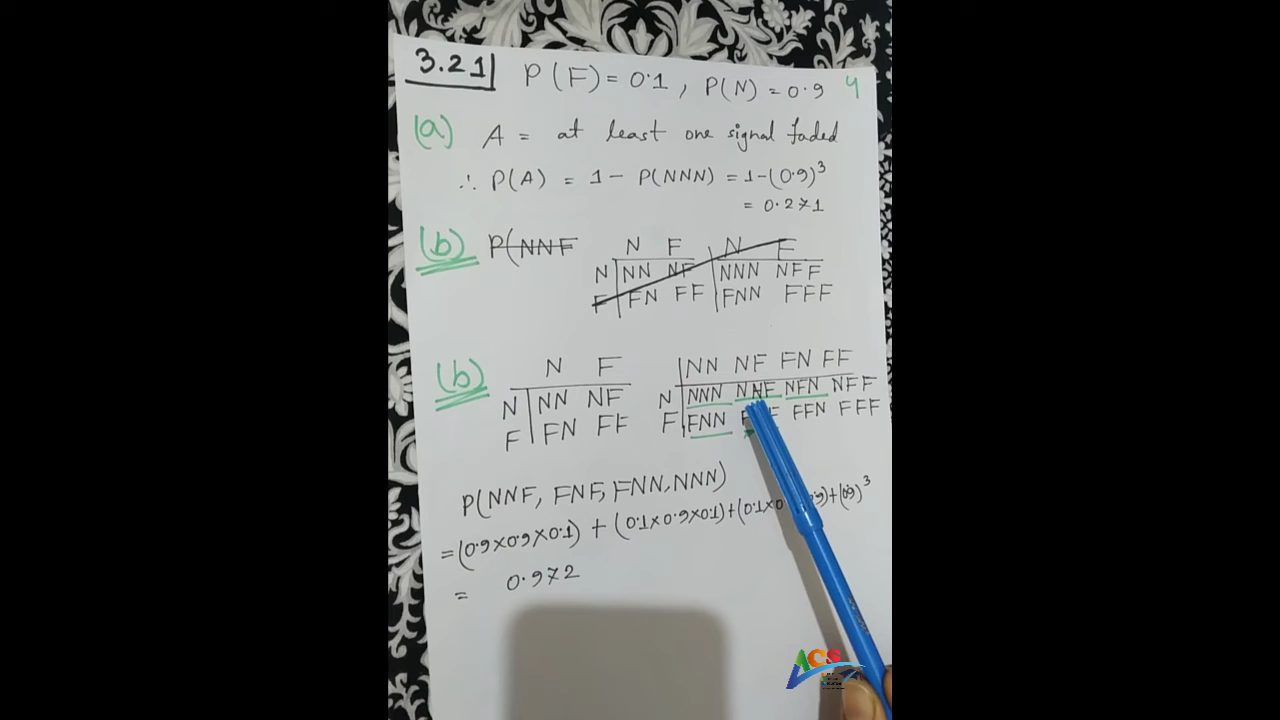 3.21 P(F) = 0.1, P(N) = 0.9 4
(a) A = at least one signal faded
∴ P(A) = 1 - P(NNN) = 1-(0.9)³
= 0.271
(b) P(NNF
N F N F
N NN NF NNN NFF
F FN FF FNN FFF
(b) N F NN NF FN FF
N NN NF N NNN NNF NFN NFF
F FN FF F FNN FFN FFF
P(NNF, FNF, FNN, NNN)
=(0.9×0.9×0.1) + (0.1×0.9×0.1)+(0.1×0. .9)+(0.9)³
= 0.972
ACS